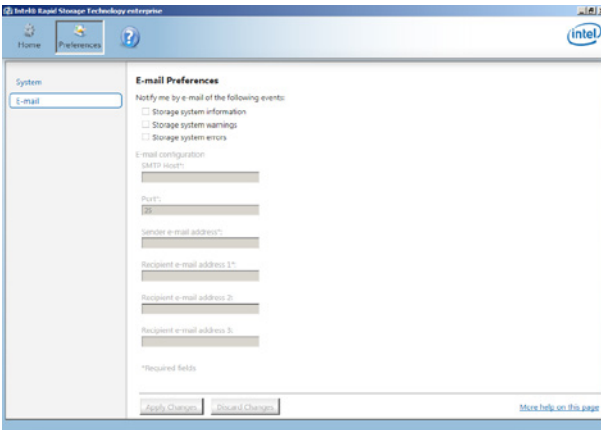 Intel® Rapid Storage Technology enterprise
Home
Preferences
?
(intel)
System
E-mail
E-mail Preferences
Notify me by e-mail of the following events:
Storage system information
Storage system warnings
Storage system errors
E-mail configuration
SMTP Host*:
Port*:
25
Sender e-mail address*:
Recipient e-mail address 1*:
Recipient e-mail address 2:
Recipient e-mail address 3:
*Required fields
Apply Changes
Discard Changes
More help on this page